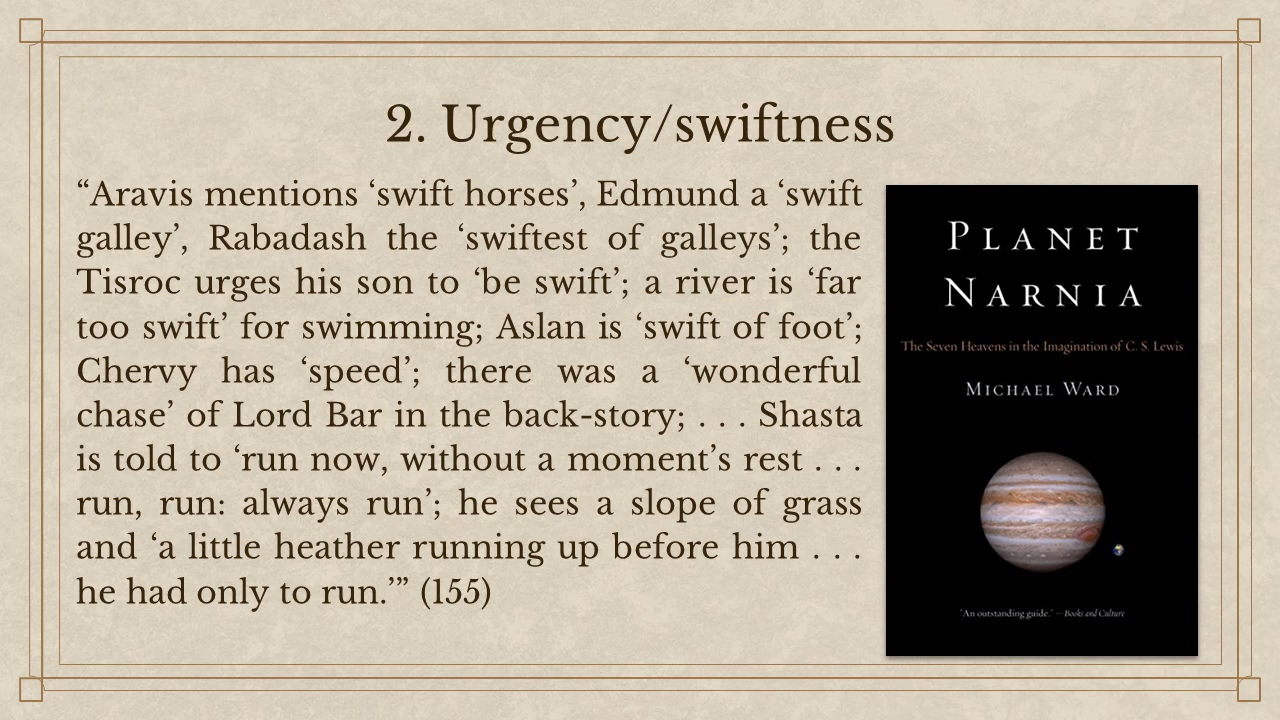 2. Urgency/swiftness
“Aravis mentions ‘swift horses’, Edmund a ‘swift
galley’, Rabadash the ‘swiftest of galleys’; the
Tisroc urges his son to ‘be swift’; a river is ‘far
too swift’ for swimming; Aslan is ‘swift of foot’;
Chervy has ‘speed’; there was a ‘wonderful
chase’ of Lord Bar in the back-story; . . . Shasta
is told to ‘run now, without a moment’s rest . . .
run, run: always run’; he sees a slope of grass
and ‘a little heather running up before him . . .
he had only to run.’” (155)
PLANET
NARNIA
The Seven Heavens in the Imagination of C. S. Lewis
MICHAEL WARD
“An outstanding guide.” —Books and Culture